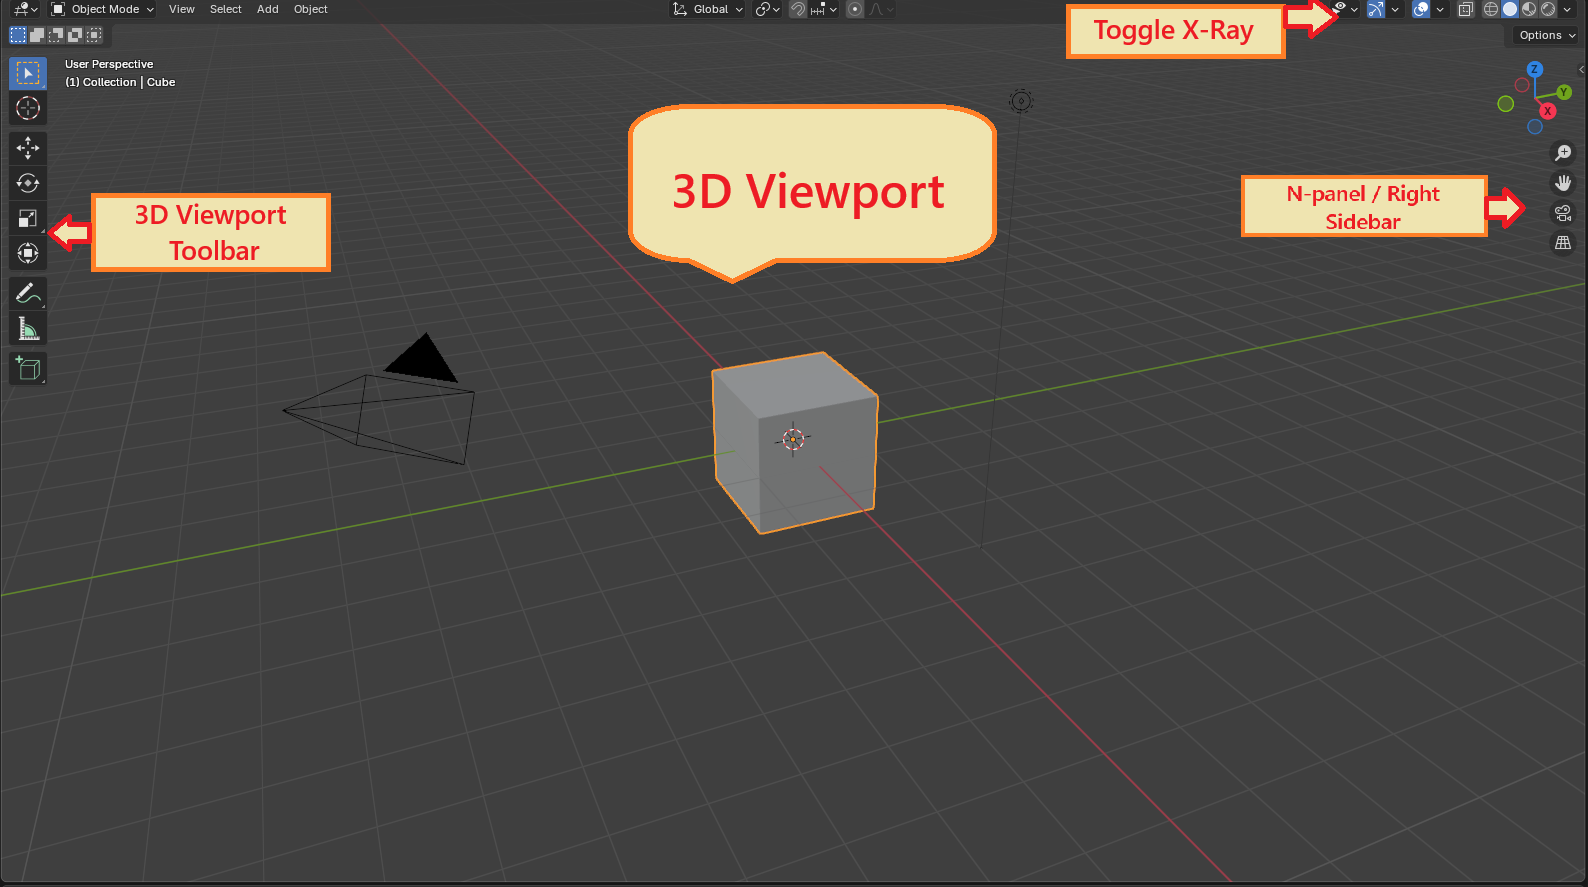 Object Mode View Select Add Object Global
Options
User Perspective
(1) Collection | Cube
Toggle X-Ray
3D Viewport
3D Viewport
Toolbar
N-panel / Right
Sidebar
Z
Y
X